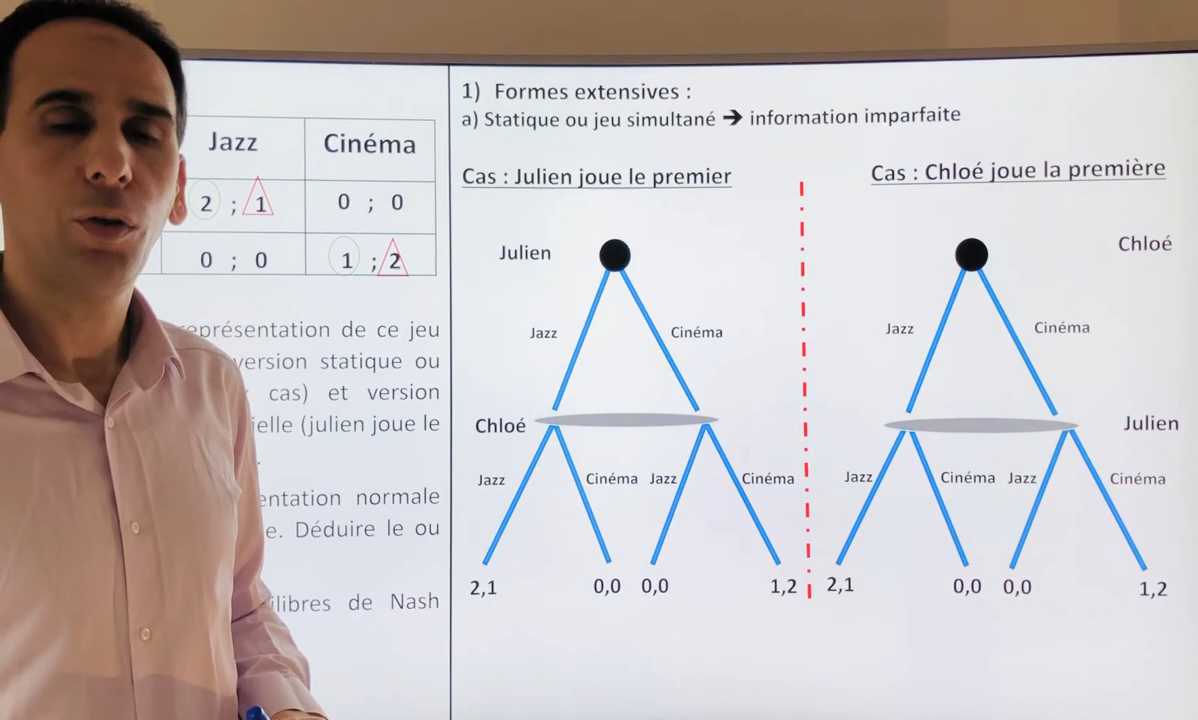 Jazz Cinéma
2 ; 1 0 ; 0
0 ; 0 1 ; 2
représentation de ce jeu
version statique ou
cas) et version
julien joue le
normale
Déduire le ou
de Nash
1) Formes extensives :
a) Statique ou jeu simultané ➔ information imparfaite
Cas : Julien joue le premier
Julien
Jazz Cinéma
Chloé
Jazz Cinéma Jazz Cinéma
2,1 0,0 0,0 1,2
Cas : Chloé joue la première
Chloé
Jazz Cinéma
Julien
Jazz Cinéma Jazz Cinéma
2,1 0,0 0,0 1,2